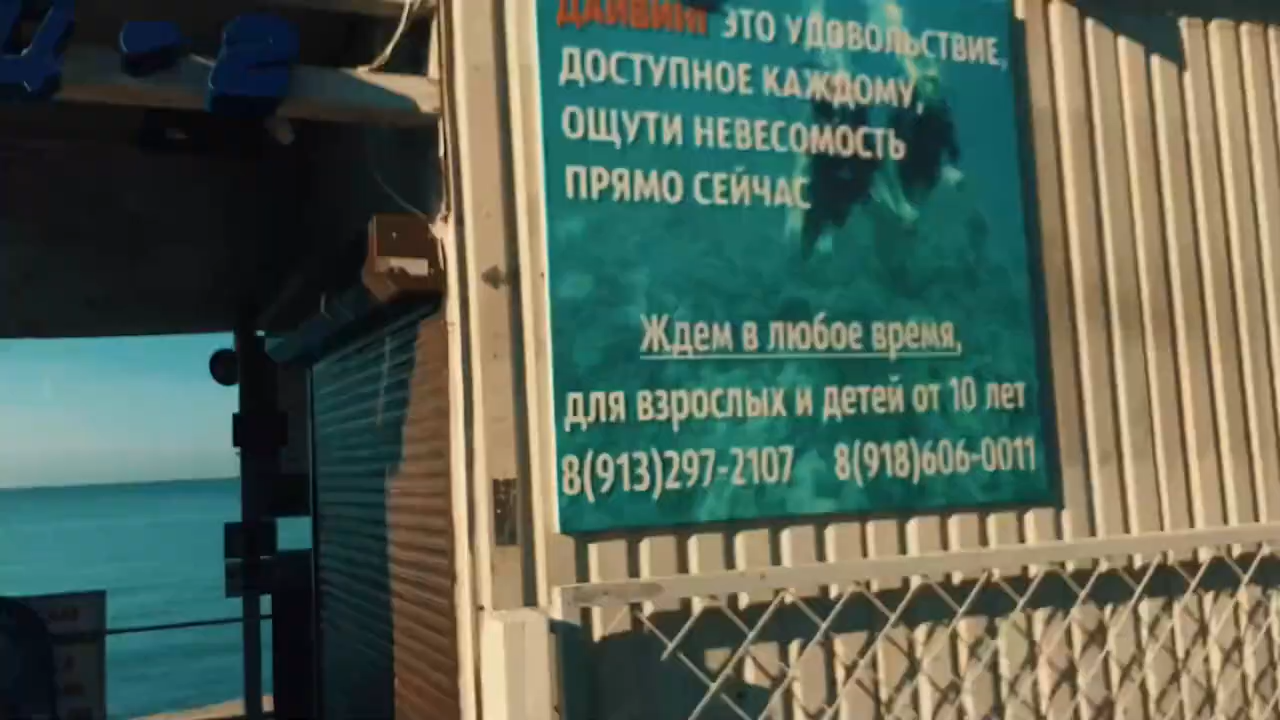 Ц-2
ДАЙВИНГ ЭТО УДОВОЛЬСТВИЕ,
ДОСТУПНОЕ КАЖДОМУ,
ОЩУТИ НЕВЕСОМОСТЬ
ПРЯМО СЕЙЧАС
Ждем в любое время,
для взрослых и детей от 10 лет
8(913)297-2107 8(918)606-0011